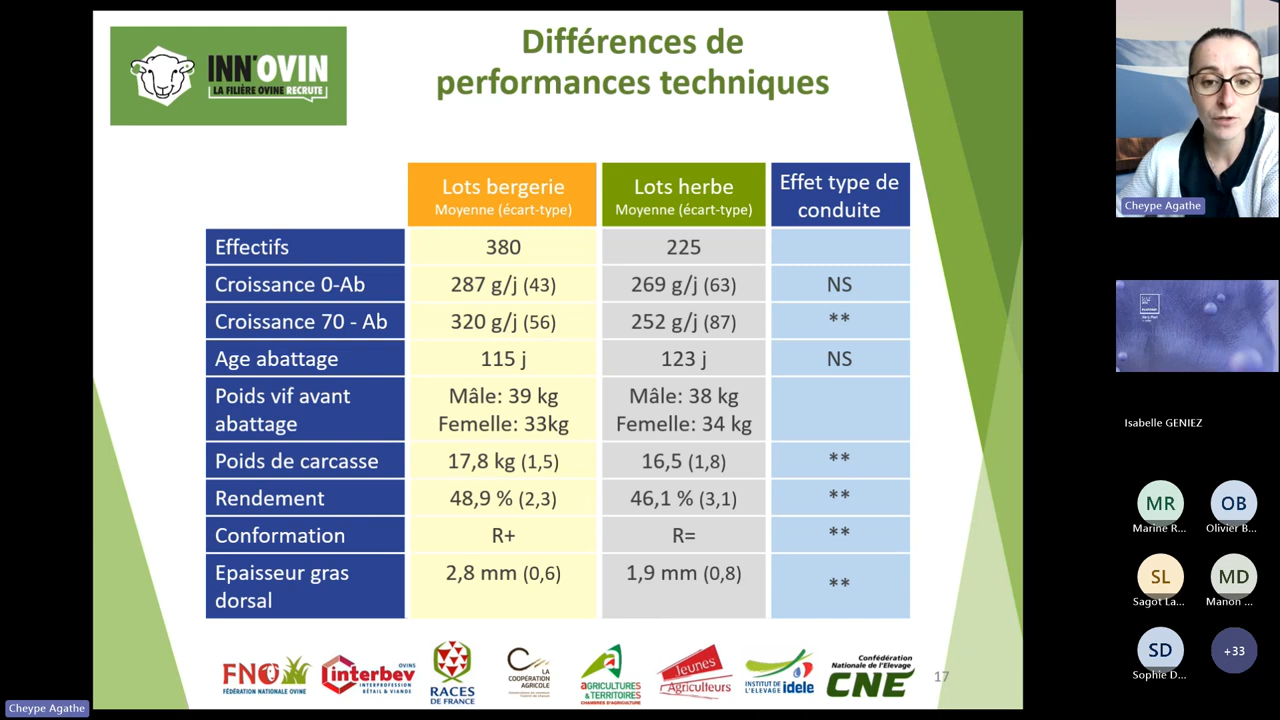 INN'OVIN
LA FILIÈRE OVINE RECRUTE
Différences de
performances techniques
Lots bergerie
Moyenne (écart-type)
Lots herbe
Moyenne (écart-type)
Effet type de
conduite
Effectifs 380 225
Croissance 0-Ab 287 g/j (43) 269 g/j (63) NS
Croissance 70 - Ab 320 g/j (56) 252 g/j (87) **
Age abattage 115 j 123 j NS
Poids vif avant
abattage
Mâle: 39 kg
Femelle: 33kg
Mâle: 38 kg
Femelle: 34 kg
Poids de carcasse 17,8 kg (1,5) 16,5 (1,8) **
Rendement 48,9 % (2,3) 46,1 % (3,1) **
Conformation R+ R= **
Epaisseur gras
dorsal
2,8 mm (0,6) 1,9 mm (0,8) **
FNO
FÉDÉRATION NATIONALE OVINE
interbev
OVINS
INTERPROFESSION
BÉTAIL & VIANDE
RACES
DE FRANCE
LA
COOPÉRATION
AGRICOLE
AGRICULTURES
& TERRITOIRES
CHAMBRES D'AGRICULTURE
Jeunes
Agriculteurs
INSTITUT DE
L'ELEVAGE idele
Confédération
Nationale de l'Elevage
CNE
17
Cheype Agathe
Cheype Agathe
Isabelle GENIEZ
MR
Marine R...
OB
Olivier B...
SL
Sagot La...
MD
Manon ...
SD
Sophie D...
+33